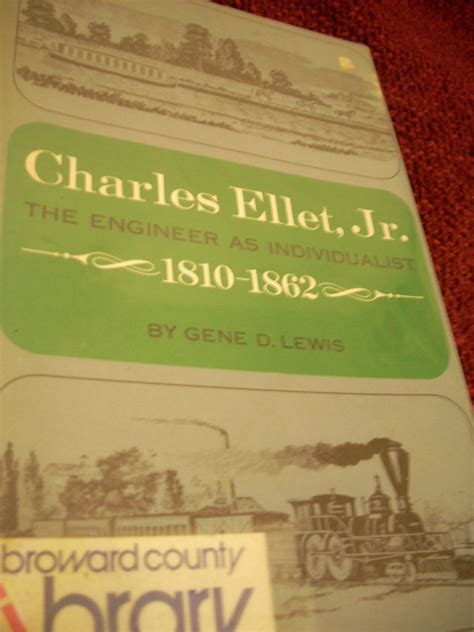 Charles Ellet, Jr.
THE ENGINEER AS INDIVIDUALIST
1810-1862
BY GENE D. LEWIS
broward county
library